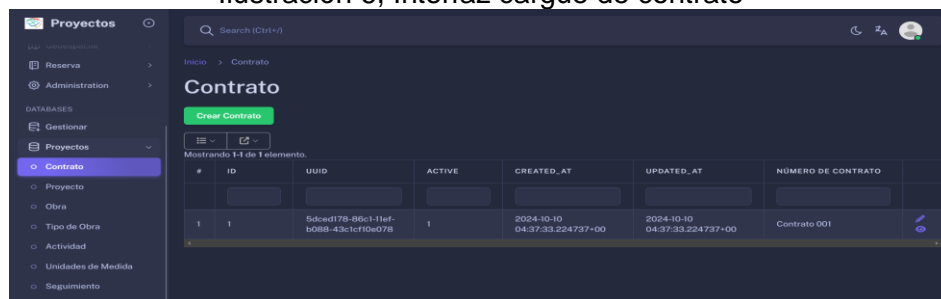 Proyectos
Search (Ctrl+/)
Reserva
Administration
DATABASES
Gestionar
Proyectos
Contrato
Proyecto
Obra
Tipo de Obra
Actividad
Unidades de Medida
Seguimiento
Inicio > Contrato
Contrato
Crear Contrato
Mostrando 1-1 de 1 elemento.
# ID UUID ACTIVE CREATED_AT UPDATED_AT NÚMERO DE CONTRATO
1 1 5dced178-86c1-11ef-b088-43c1cf10e078 1 2024-10-10 04:37:33.224737+00 2024-10-10 04:37:33.224737+00 Contrato 001